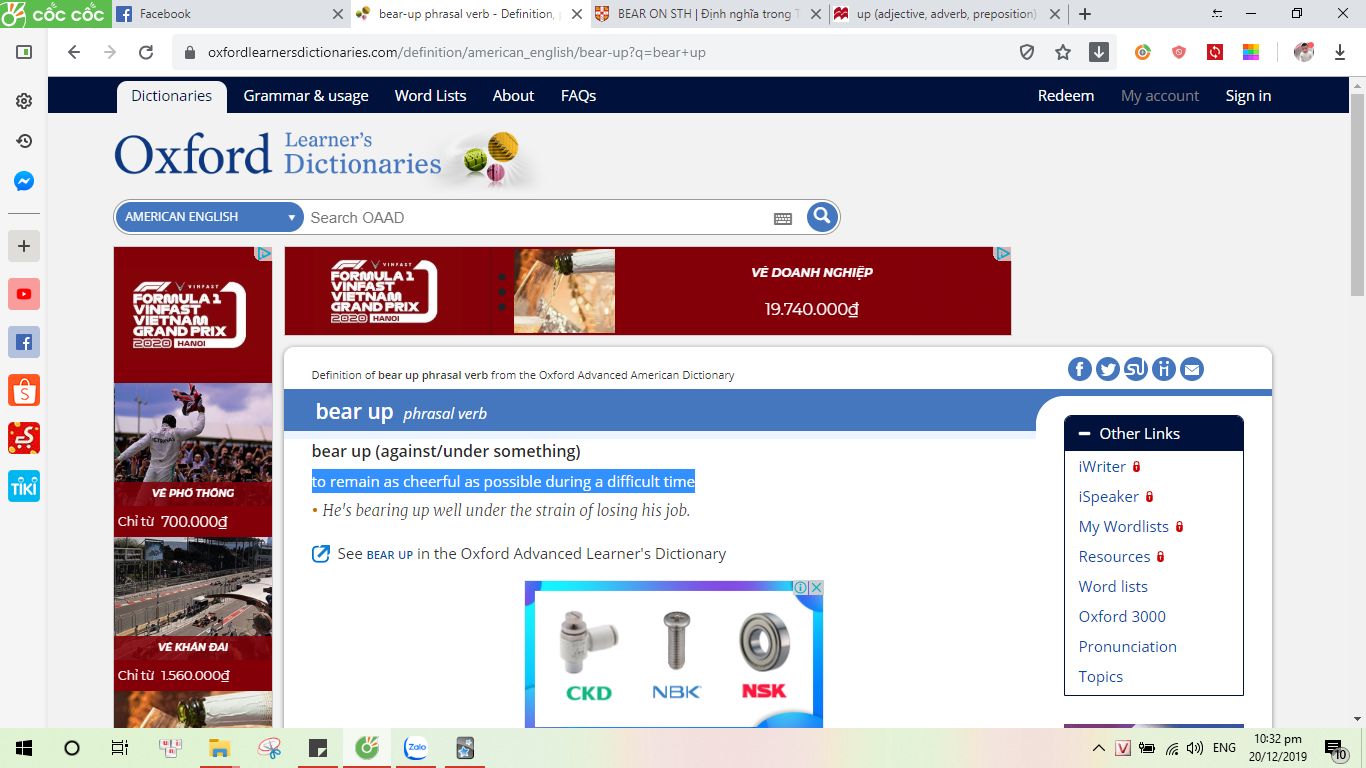 cốc cốc
Facebook
bear-up phrasal verb - Definition,
BEAR ON STH | Định nghĩa trong T
up (adjective, adverb, preposition)
oxfordlearnersdictionaries.com/definition/american_english/bear-up?q=bear+up
Dictionaries Grammar & usage Word Lists About FAQs Redeem My account Sign in
Oxford Learner's Dictionaries
AMERICAN ENGLISH Search OAAD
VINFAST
FORMULA 1
VINFAST
VIETNAM
GRAND PRIX
2020 HANOI
VINFAST
FORMULA 1
VINFAST
VIETNAM
GRAND PRIX
2020 HANOI
VÉ DOANH NGHIỆP
19.740.000₫
VÉ PHỔ THÔNG
Chỉ từ 700.000₫
VÉ KHÁN ĐÀI
Chỉ từ 1.560.000₫
Definition of bear up phrasal verb from the Oxford Advanced American Dictionary
bear up phrasal verb
bear up (against/under something)
to remain as cheerful as possible during a difficult time
• He's bearing up well under the strain of losing his job.
See BEAR UP in the Oxford Advanced Learner's Dictionary
CKD NBK NSK
Other Links
iWriter
iSpeaker
My Wordlists
Resources
Word lists
Oxford 3000
Pronunciation
Topics
TIKI
Zalo
ENG
10:32 pm
20/12/2019
10